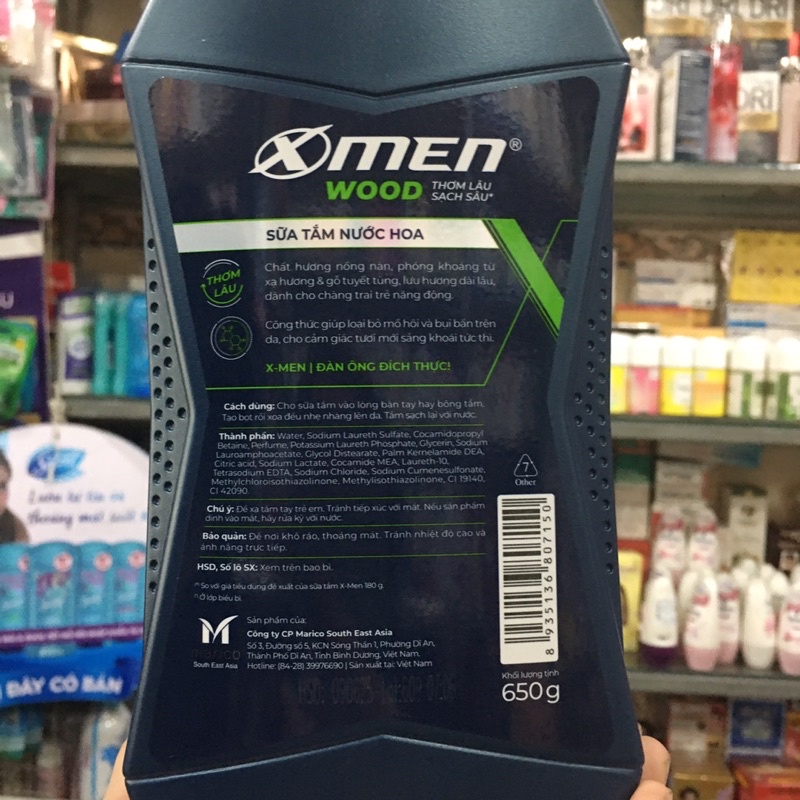 XMEN®
WOOD
THƠM LÂU
SẠCH SÂU*
SỮA TẮM NƯỚC HOA
THƠM
LÂU
Chất hương nồng nàn, phóng khoáng từ
xạ hương & gỗ tuyết tùng, lưu hương dài lâu,
dành cho chàng trai trẻ năng động.
Công thức giúp loại bỏ mồ hôi và bụi bẩn trên
da, cho cảm giác tươi mới sảng khoái tức thì.
X-MEN | ĐÀN ÔNG ĐÍCH THỰC!
Cách dùng: Cho sữa tắm vào lòng bàn tay hay bông tắm.
Tạo bọt rồi xoa đều nhẹ nhàng lên da. Tắm sạch lại với nước.
Thành phần: Water, Sodium Laureth Sulfate, Cocamidopropyl
Betaine, Perfume, Potassium Laureth Phosphate, Glycerin, Sodium
Lauroamphoacetate, Glycol Distearate, Palm Kernelamide DEA,
Citric acid, Sodium Lactate, Cocamide MEA, Laureth-10,
Tetrasodium EDTA, Sodium Chloride, Sodium Cumenesulfonate,
Methylchloroisothiazolinone, Methylisothiazolinone, CI 19140,
CI 42090.
Chú ý: Để xa tầm tay trẻ em. Tránh tiếp xúc với mắt. Nếu sản phẩm
dính vào mắt, hãy rửa kỹ với nước.
Bảo quản: Để nơi khô ráo, thoáng mát. Tránh nhiệt độ cao và
ánh nắng trực tiếp.
HSD, Số lô SX: Xem trên bao bì.
(*) So với giá tiêu dùng đề xuất của sữa tắm X-Men 180 g.
(*) Ở lớp biểu bì.
7
Other
8 935136 807150
Khối lượng tịnh
650g
marico
South East Asia
Sản phẩm của:
Công ty CP Marico South East Asia
Số 3, Đường số 5, KCN Sóng Thần 1, Phường Dĩ An,
Thành Phố Dĩ An, Tỉnh Bình Dương, Việt Nam.
Hotline: (84-28) 39976690 | Sản xuất tại: Việt Nam
ĐÂY CÓ BÁN